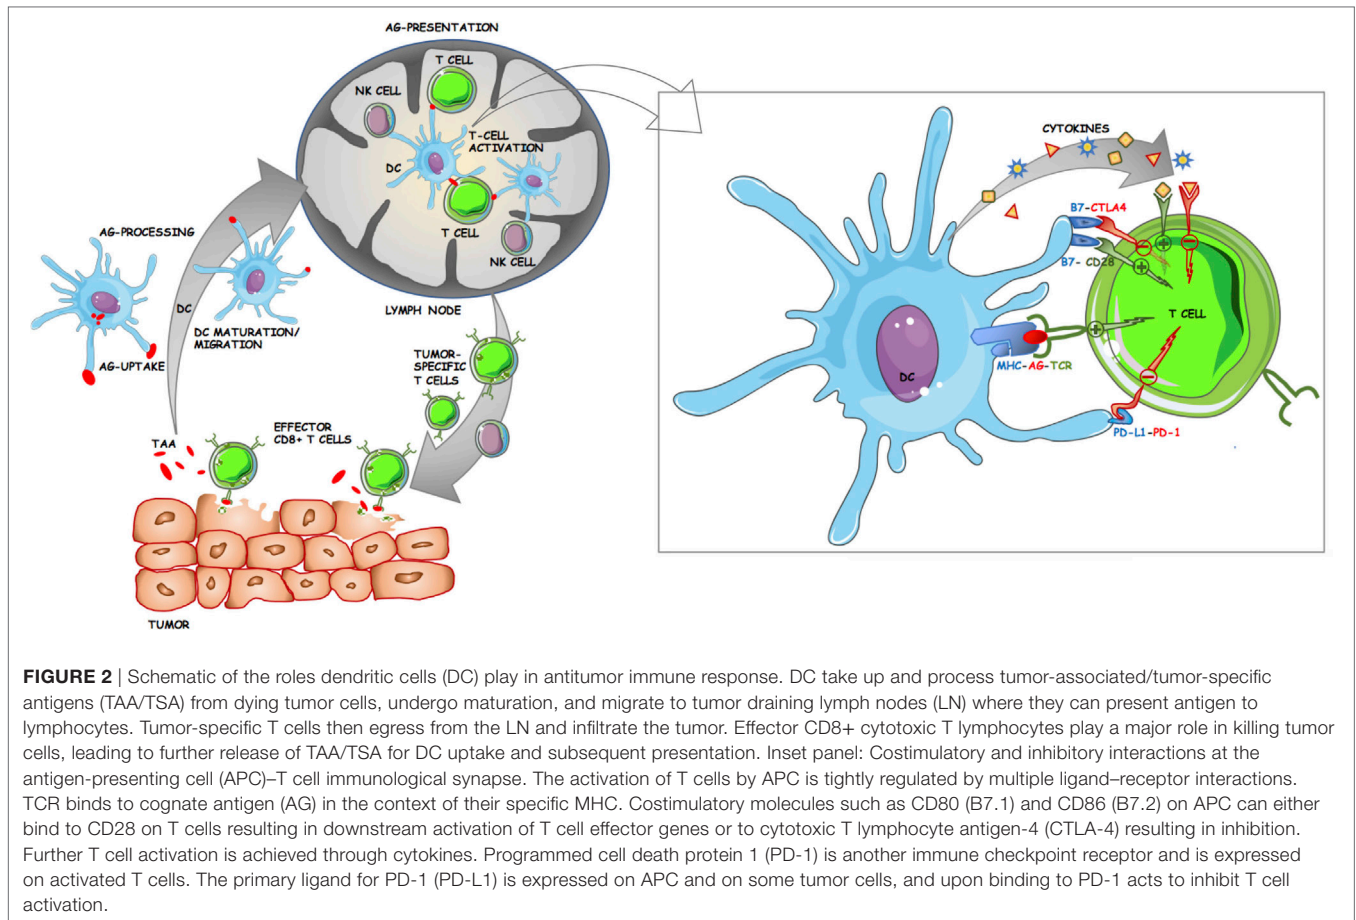 AG-PRESENTATION
T CELL
NK CELL
T-CELL
ACTIVATION
DC
T CELL
NK CELL
LYMPH NODE
AG-PROCESSING
DC
DC MATURATION/
MIGRATION
AG-UPTAKE
TUMOR-
SPECIFIC
T CELLS
EFFECTOR
CD8+ T CELLS
TAA
TUMOR
CYTOKINES
B7-CTLA4
B7- CD28
T CELL
MHC-AG-TCR
DC
PD-L1-PD-1
FIGURE 2 | Schematic of the roles dendritic cells (DC) play in antitumor immune response. DC take up and process tumor-associated/tumor-specific
antigens (TAA/TSA) from dying tumor cells, undergo maturation, and migrate to tumor draining lymph nodes (LN) where they can present antigen to
lymphocytes. Tumor-specific T cells then egress from the LN and infiltrate the tumor. Effector CD8+ cytotoxic T lymphocytes play a major role in killing tumor
cells, leading to further release of TAA/TSA for DC uptake and subsequent presentation. Inset panel: Costimulatory and inhibitory interactions at the
antigen-presenting cell (APC)–T cell immunological synapse. The activation of T cells by APC is tightly regulated by multiple ligand–receptor interactions.
TCR binds to cognate antigen (AG) in the context of their specific MHC. Costimulatory molecules such as CD80 (B7.1) and CD86 (B7.2) on APC can either
bind to CD28 on T cells resulting in downstream activation of T cell effector genes or to cytotoxic T lymphocyte antigen-4 (CTLA-4) resulting in inhibition.
Further T cell activation is achieved through cytokines. Programmed cell death protein 1 (PD-1) is another immune checkpoint receptor and is expressed
on activated T cells. The primary ligand for PD-1 (PD-L1) is expressed on APC and on some tumor cells, and upon binding to PD-1 acts to inhibit T cell
activation.